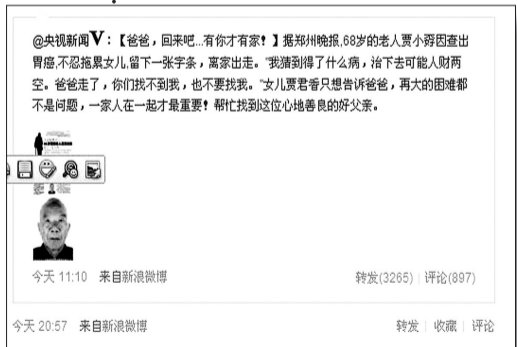 @央视新闻V：【爸爸，回来吧...有你才有家！】据郑州晚报,68岁的老人贾小孬因查出
胃癌,不忍拖累女儿,留下一张字条，离家出走。"我猜到得了什么病，治下去可能人财两
空。爸爸走了，你们找不到我，也不要找我。"女儿贾君香只想告诉爸爸，再大的困难都
不是问题，一家人在一起才最重要！帮忙找到这位心地善良的好父亲。
今天 11:10 来自新浪微博 转发(3265) | 评论(897)
今天 20:57 来自新浪微博 转发 | 收藏 | 评论